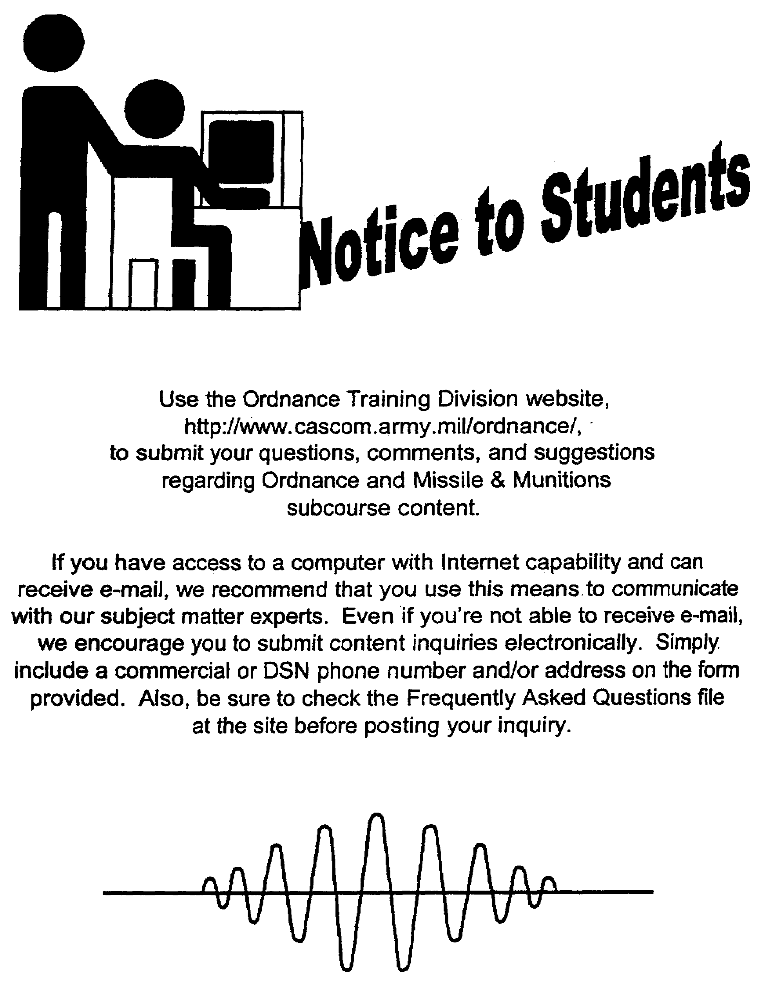 Notice to Students
Use the Ordnance Training Division website,
http://www.cascom.army.mil/ordnance/,
to submit your questions, comments, and suggestions
regarding Ordnance and Missile & Munitions
subcourse content.
If you have access to a computer with Internet capability and can
receive e-mail, we recommend that you use this means to communicate
with our subject matter experts.  Even if you're not able to receive e-mail,
we encourage you to submit content inquiries electronically.  Simply
include a commercial or DSN phone number and/or address on the form
provided.  Also, be sure to check the Frequently Asked Questions file
at the site before posting your inquiry.